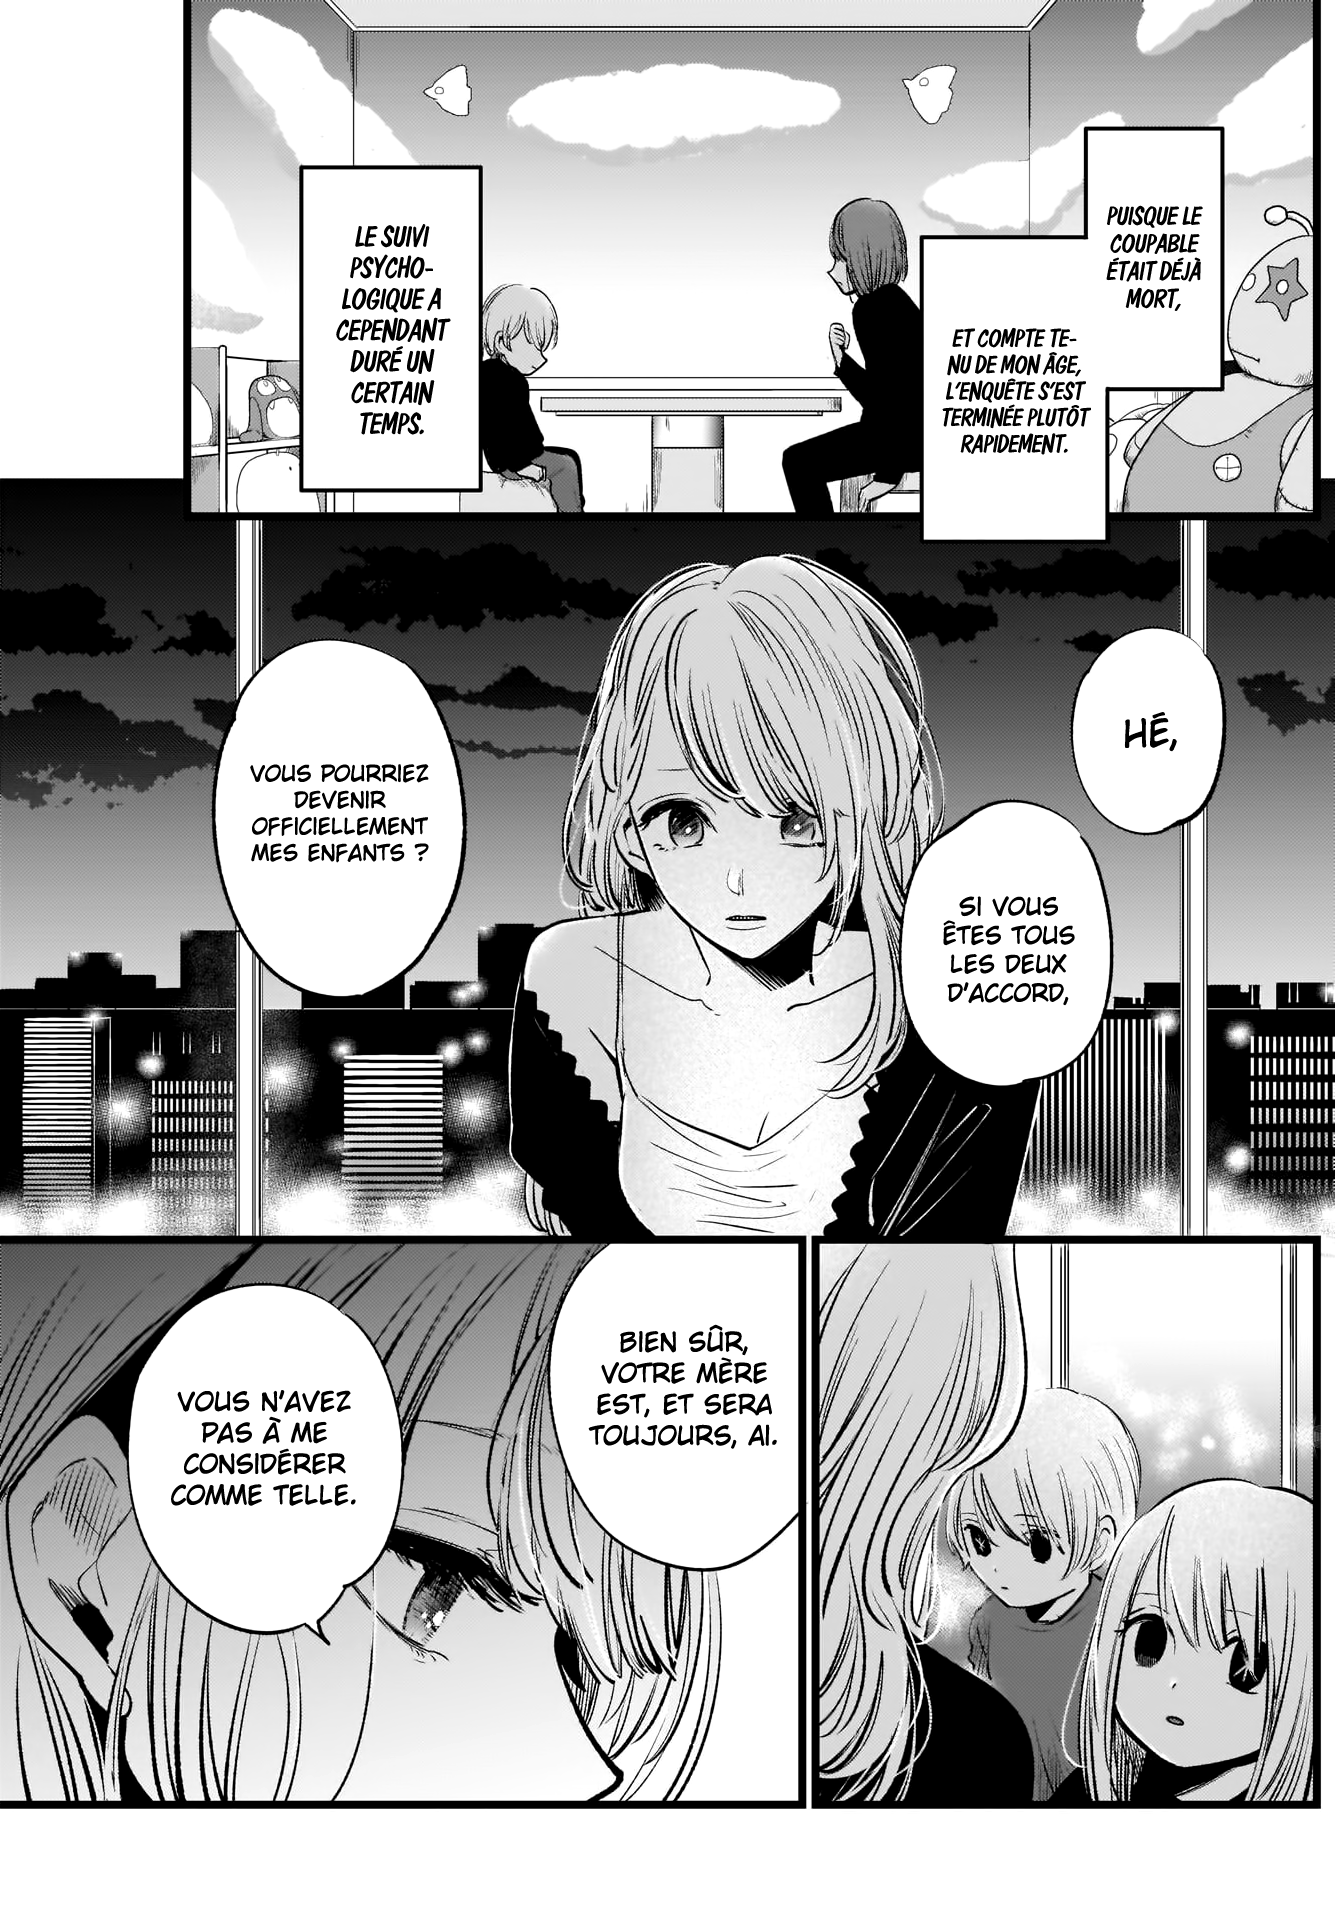 PUISQUE LE
COUPABLE
ÉTAIT DÉJÀ
MORT,
ET COMPTE TE-
NU DE MON ÂGE,
L'ENQUÊTE S'EST
TERMINÉE PLUTÔT
RAPIDEMENT.
LE SUIVI
PSYCHO-
LOGIQUE A
CEPENDANT
DURÉ UN
CERTAIN
TEMPS.
HÉ,
SI VOUS
ÊTES TOUS
LES DEUX
D'ACCORD,
VOUS POURRIEZ
DEVENIR
OFFICIELLEMENT
MES ENFANTS ?
BIEN SÛR,
VOTRE MÈRE
EST, ET SERA
TOUJOURS, AI.
VOUS N'AVEZ
PAS À ME
CONSIDÉRER
COMME TELLE.